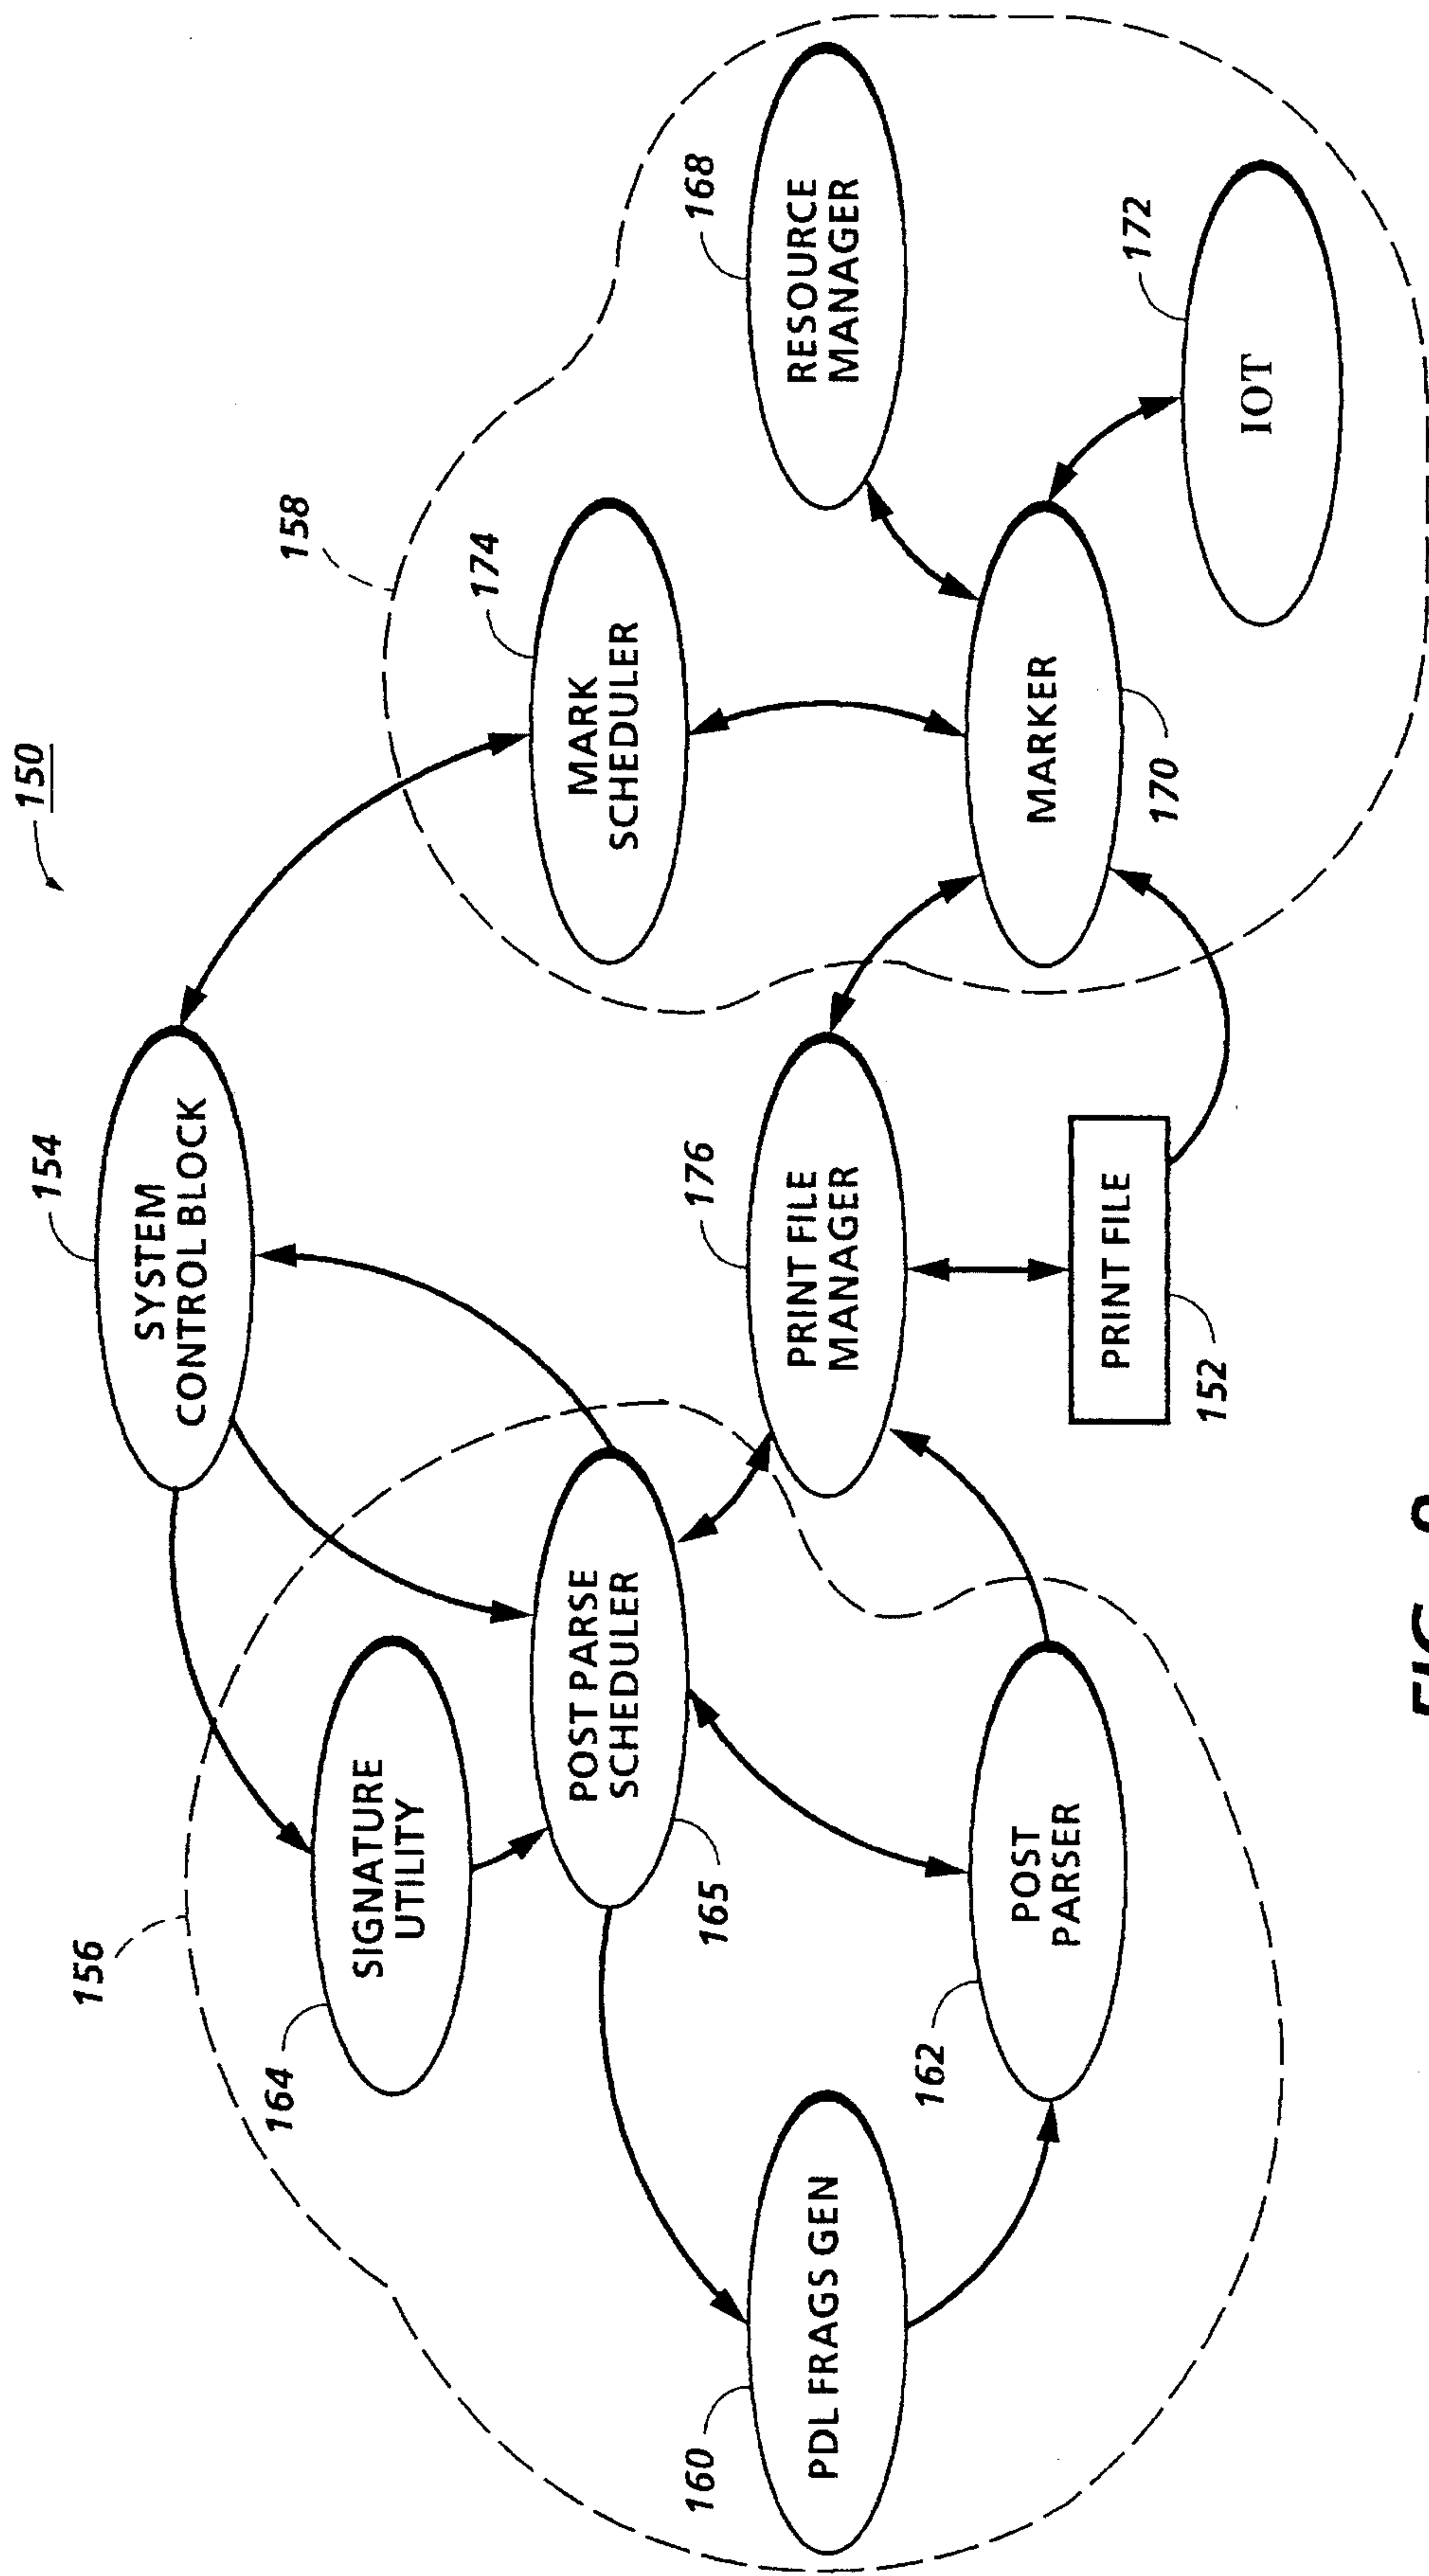 150
154
SYSTEM
CONTROL BLOCK
156
158
164
SIGNATURE
UTILITY
174
MARK
SCHEDULER
POST PARSE
SCHEDULER
165
160
PDL FRAGS GEN
176
PRINT FILE
MANAGER
168
RESOURCE
MANAGER
162
POST
PARSER
PRINT FILE
152
MARKER
170
172
IOT
FIG.